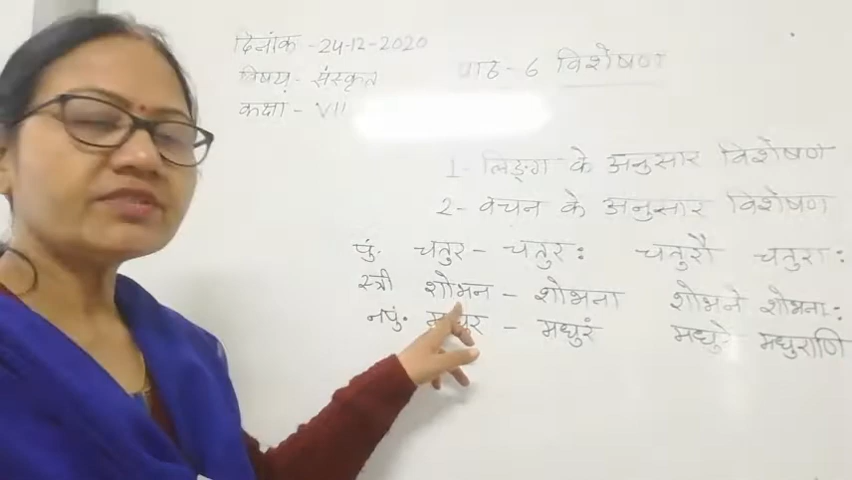 दिनांक - 24-12-2020
विषय - संस्कृत
कक्षा - VII
पाठ - 6 विशेषण
1- लिङ्ग के अनुसार विशेषण
2- वचन के अनुसार विशेषण
पुं. चतुर - चतुरः चतुरौ चतुराः
स्त्री शोभन - शोभना शोभने शोभनाः
नपुं. मधुर - मधुरं मधुरे मधुराणि